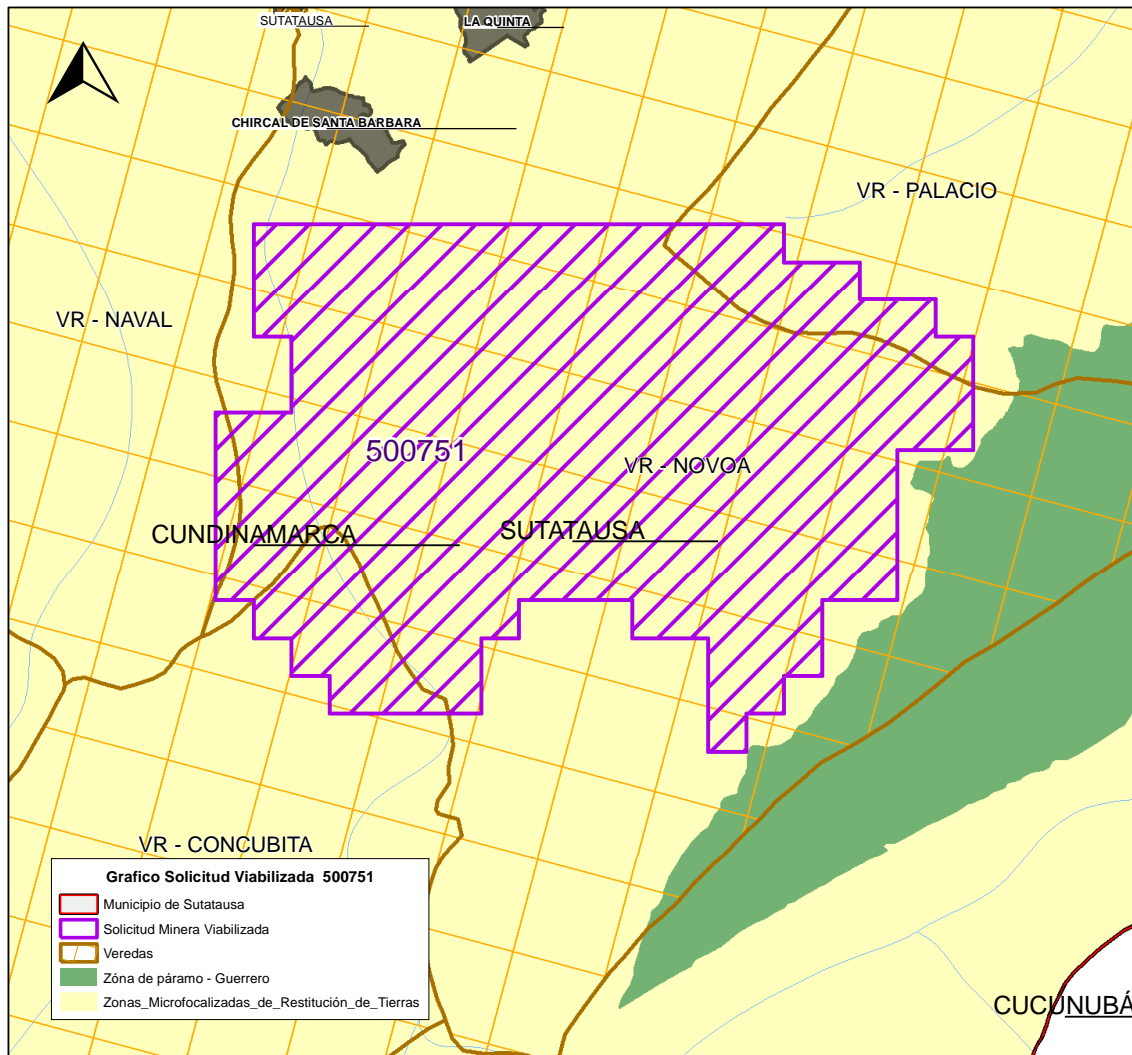 SUTATAUSA
LA QUINTA
CHIRCAL DE SANTA BARBARA
VR - PALACIO
VR - NAVAL
500751
VR - NOVOA
CUNDINAMARCA
SUTATAUSA
VR - CONCUBITA
Grafico Solicitud Viabilizada 500751
Municipio de Sutatausa
Solicitud Minera Viabilizada
Veredas
Zóna de páramo - Guerrero
Zonas_Microfocalizadas_de_Restitución_de_Tierras
CUCUNUBÁ